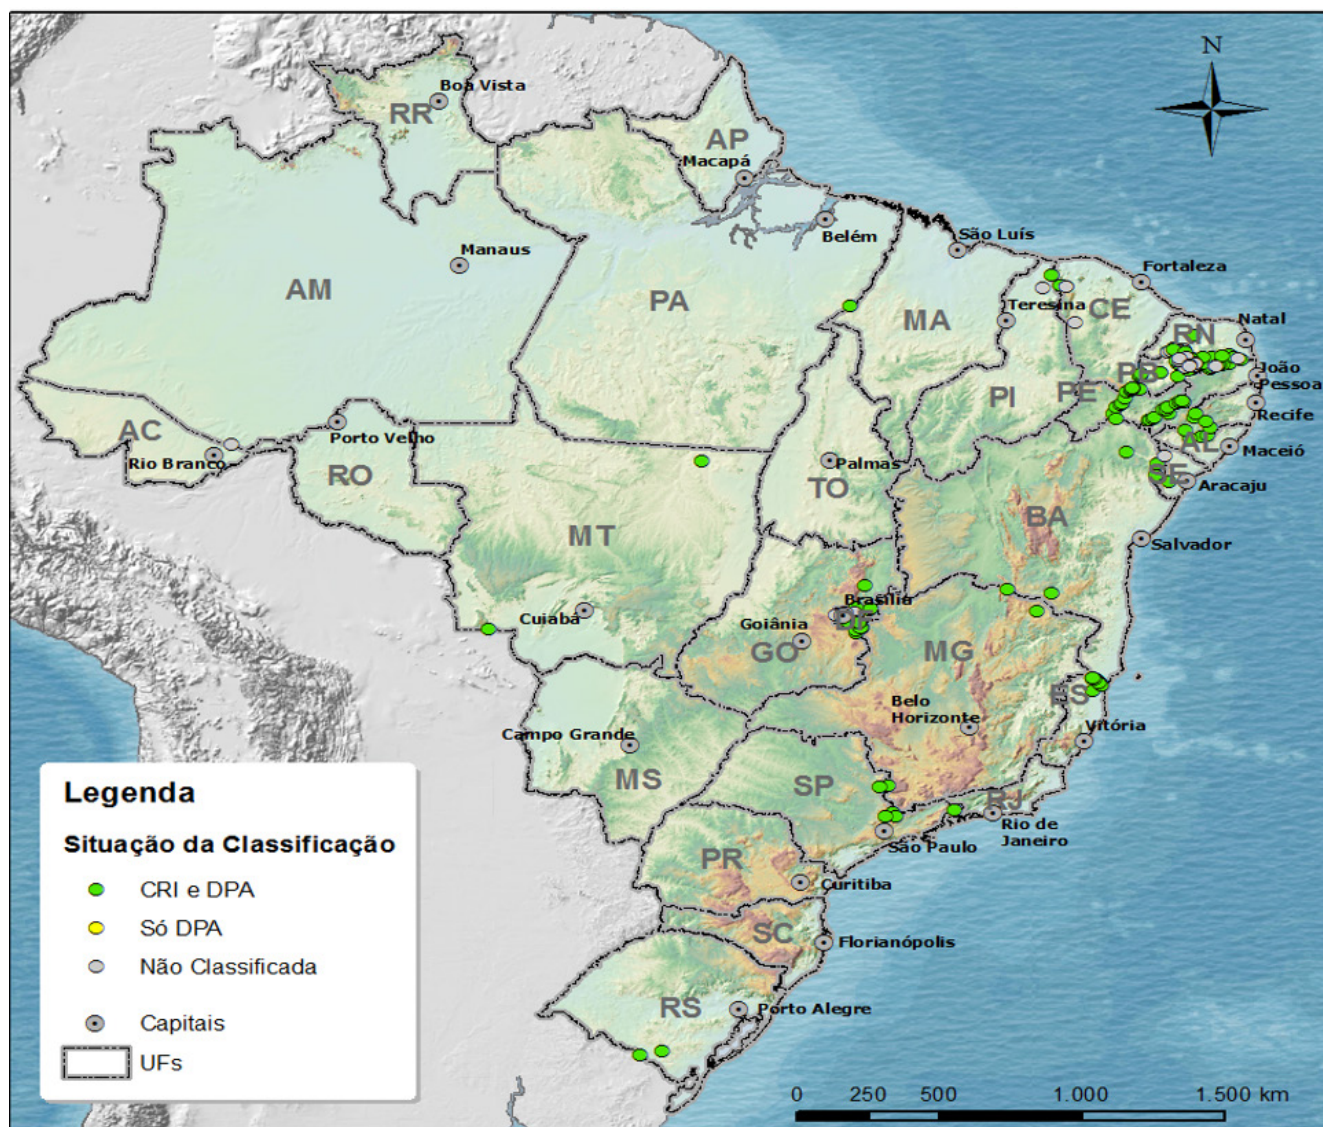 N
Boa Vista
RR
AP
Macapá
Belém
São Luís
Manaus
Fortaleza
AM
PA
Teresina
CE
MA
Natal
RN
João
Pessoa
PB
PE
PI
Recife
AC
Porto Velho
AL
Maceió
Rio Branco
Palmas
RO
SE
Aracaju
TO
BA
MT
Salvador
Brasília
DF
Cuiabá
Goiânia
GO
MG
ES
Belo
Horizonte
Vitória
Campo Grande
MS
SP
RJ
Rio de
Janeiro
São Paulo
PR
Curitiba
SC
Florianópolis
RS
Porto Alegre
Legenda
Situação da Classificação
CRI e DPA
Só DPA
Não Classificada
Capitais
UFs
0 250 500 1.000 1.500 km